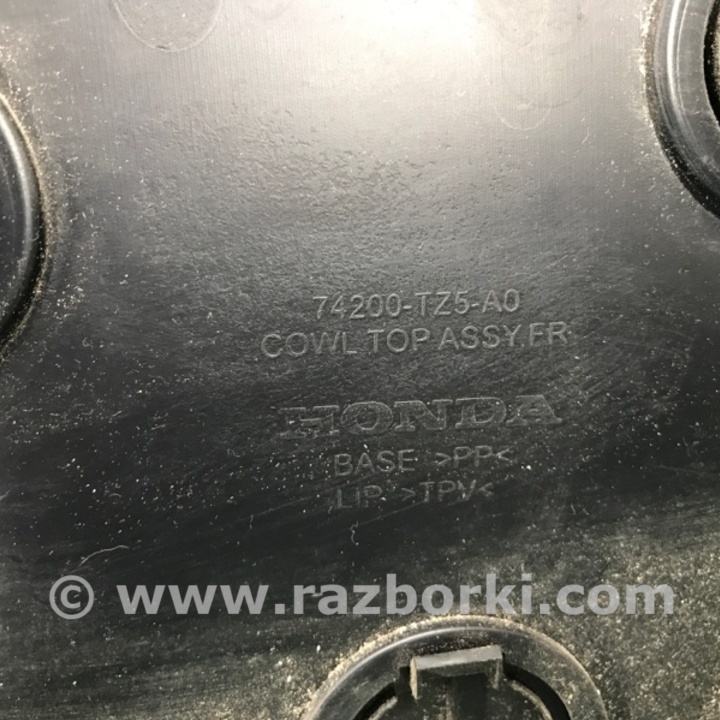 74200-TZ5-A0
COWL TOP ASSY,FR
HONDA
BASE >PP<
LIP >TPV<
© www.razborki.com